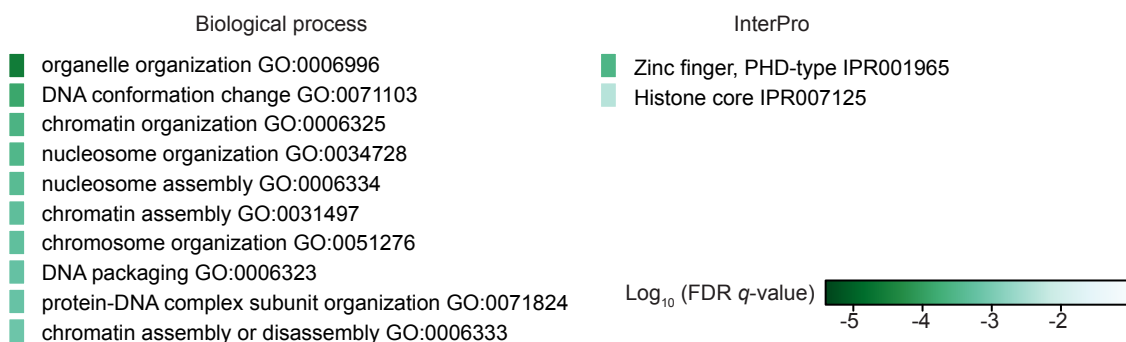 Biological process
organelle organization GO:0006996
DNA conformation change GO:0071103
chromatin organization GO:0006325
nucleosome organization GO:0034728
nucleosome assembly GO:0006334
chromatin assembly GO:0031497
chromosome organization GO:0051276
DNA packaging GO:0006323
protein-DNA complex subunit organization GO:0071824
chromatin assembly or disassembly GO:0006333
InterPro
Zinc finger, PHD-type IPR001965
Histone core IPR007125
Log10 (FDR q-value)
-5 -4 -3 -2